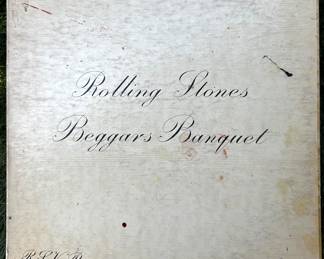 Rolling Stones
Beggars Banquet
R.S.V.P.